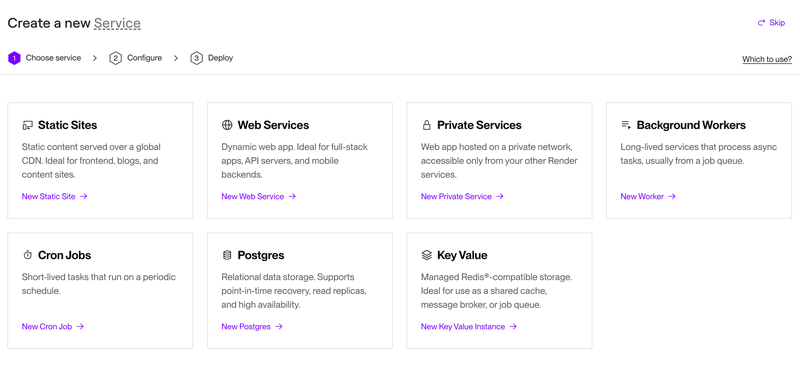 Create a new Service
Skip
1 Choose service
2 Configure
3 Deploy
Which to use?
Static Sites
Static content served over a global
CDN. Ideal for frontend, blogs, and
content sites.
New Static Site →
Web Services
Dynamic web app. Ideal for full-stack
apps, API servers, and mobile
backends.
New Web Service →
Private Services
Web app hosted on a private network,
accessible only from your other Render
services.
New Private Service →
Background Workers
Long-lived services that process async
tasks, usually from a job queue.
New Worker →
Cron Jobs
Short-lived tasks that run on a periodic
schedule.
New Cron Job →
Postgres
Relational data storage. Supports
point-in-time recovery, read replicas,
and high availability.
New Postgres →
Key Value
Managed Redis®-compatible storage.
Ideal for use as a shared cache,
message broker, or job queue.
New Key Value Instance →